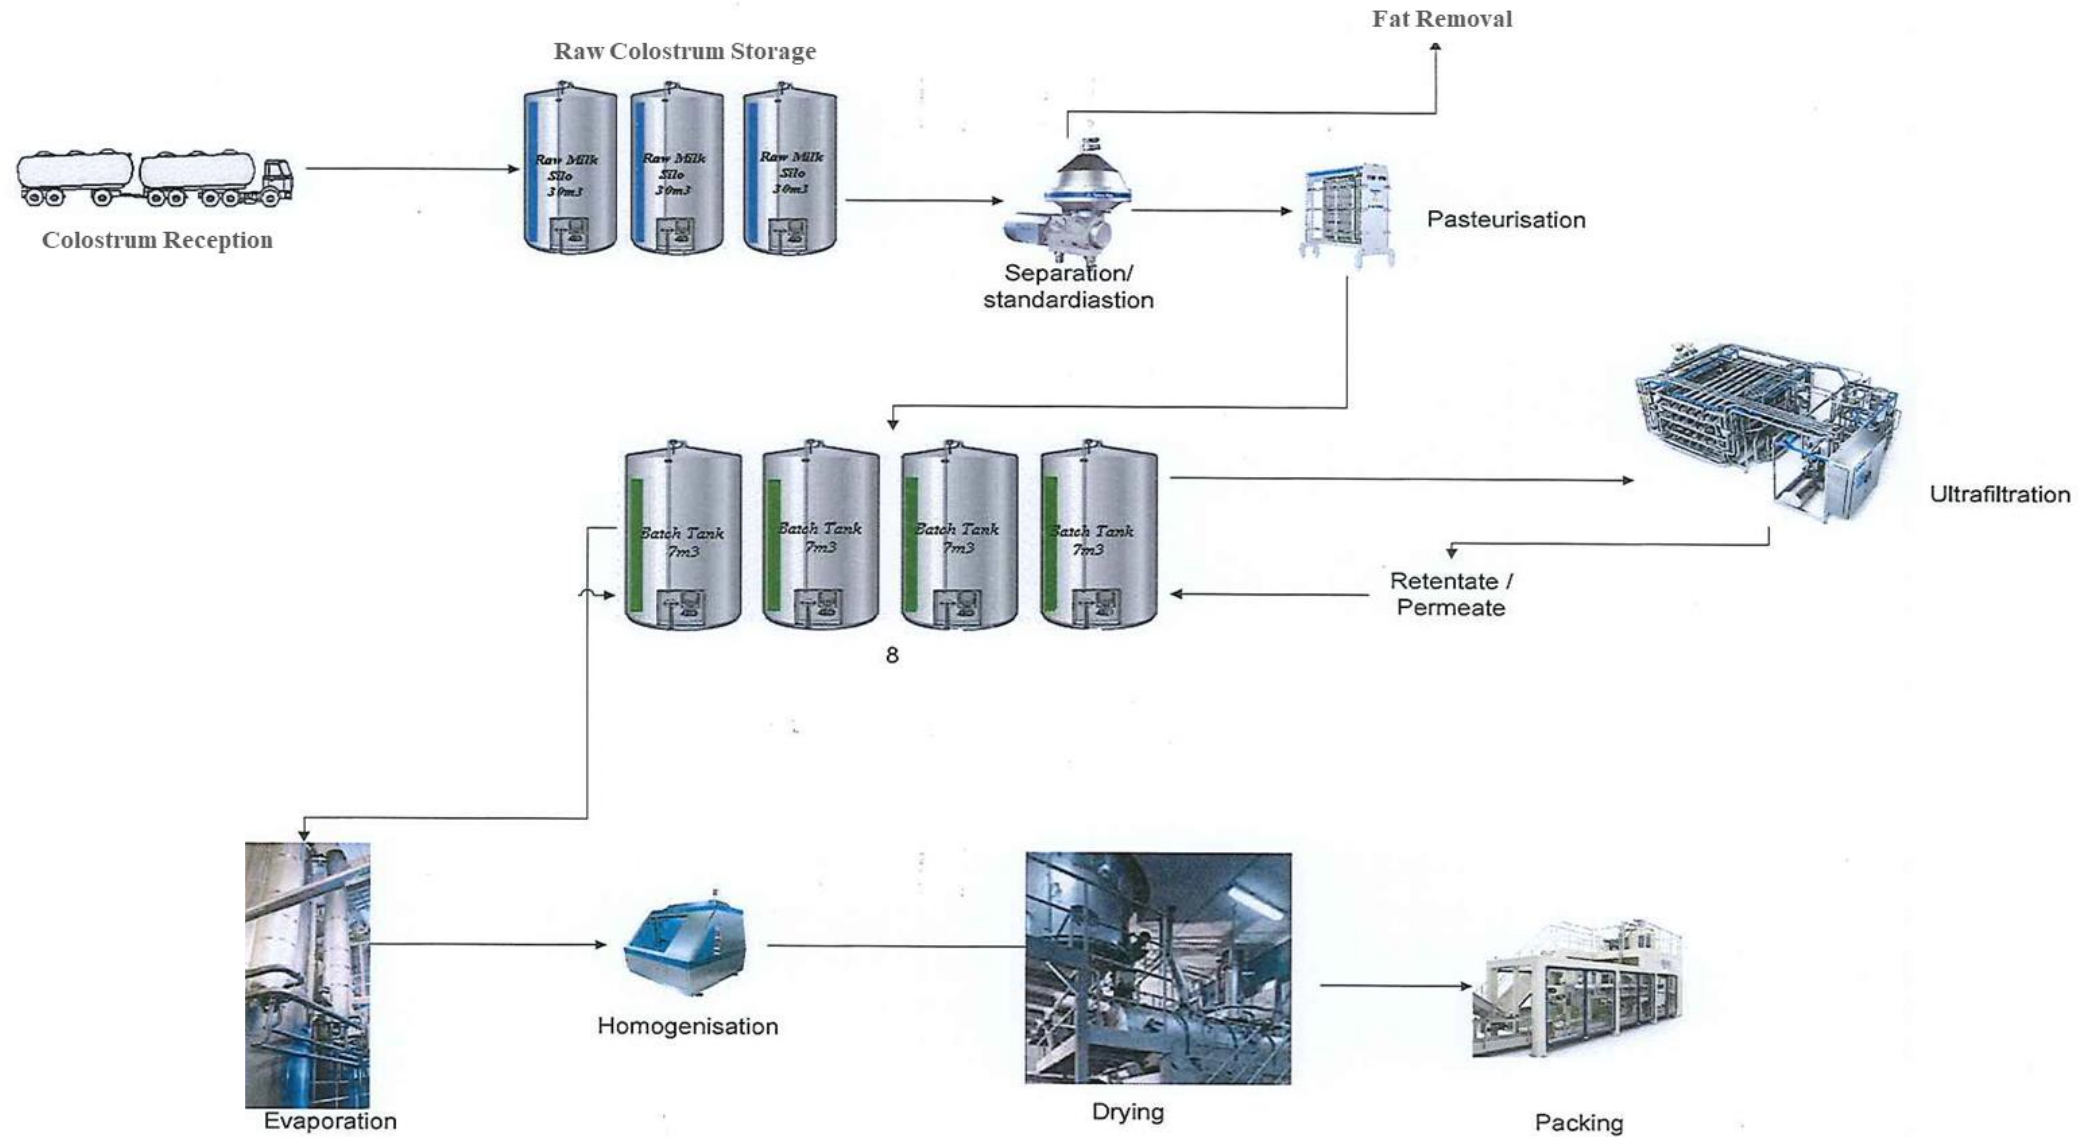 Fat Removal
Raw Colostrum Storage
Raw Milk
Silo
30m3
Raw Milk
Silo
30m3
Raw Milk
Silo
30m3
Colostrum Reception
Pasteurisation
Separation/
standardiastion
Ultrafiltration
Batch Tank
7m3
Batch Tank
7m3
Batch Tank
7m3
Batch Tank
7m3
Retentate /
Permeate
8
Homogenisation
Evaporation
Drying
Packing